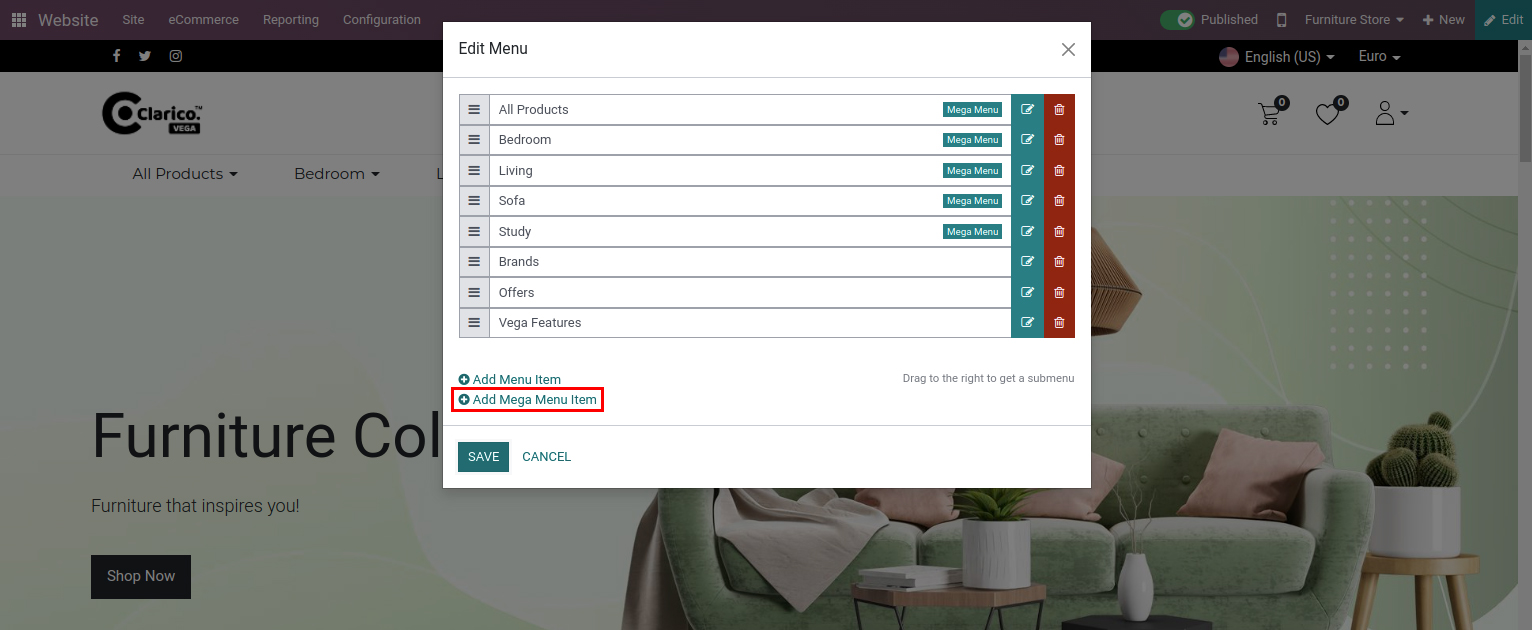 Website Site eCommerce Reporting Configuration Published Furniture Store New Edit
English (US) Euro
Clarico.™
VEGA
0 0
All Products Bedroom L
Edit Menu
All Products Mega Menu
Bedroom Mega Menu
Living Mega Menu
Sofa Mega Menu
Study Mega Menu
Brands
Offers
Vega Features
Add Menu Item Drag to the right to get a submenu
Add Mega Menu Item
SAVE CANCEL
Furniture Col
Furniture that inspires you!
Shop Now